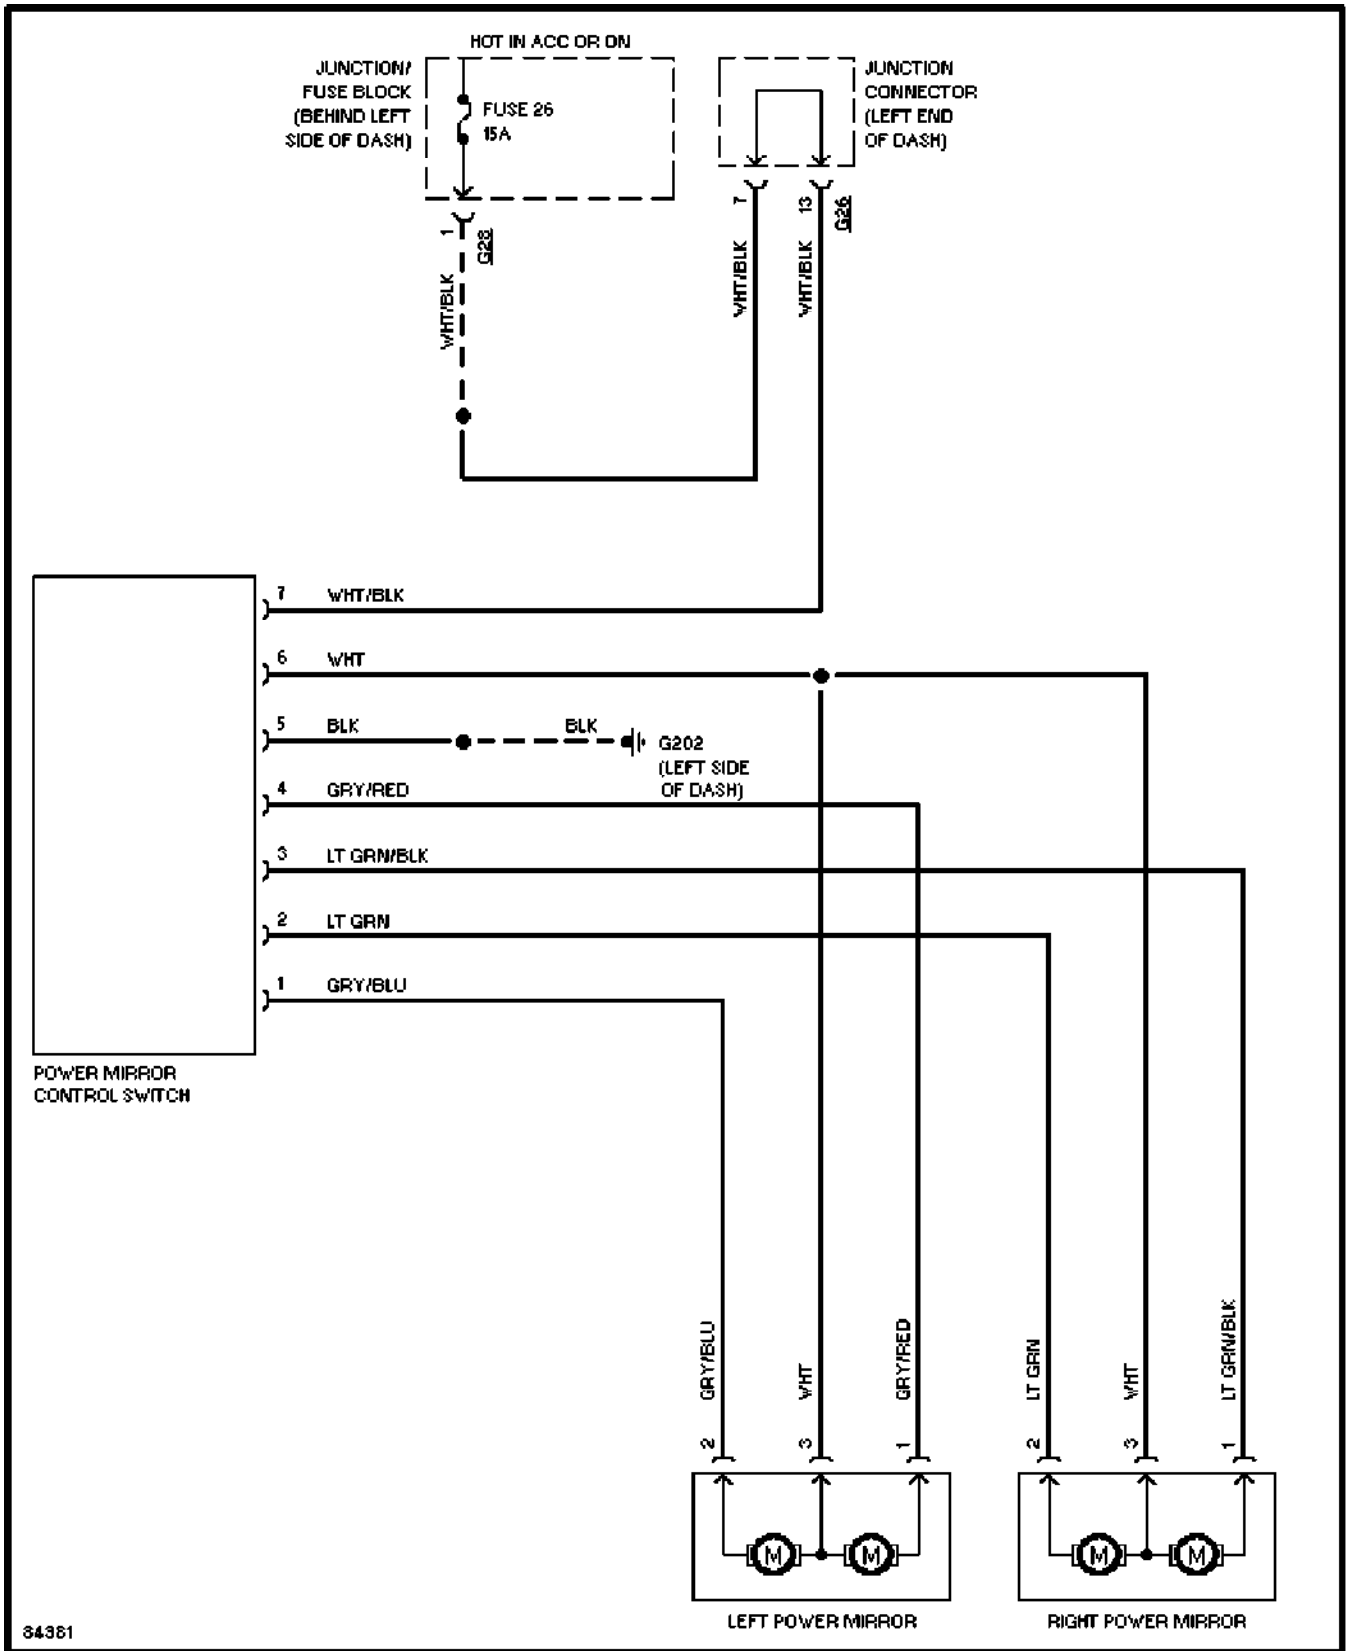 HOT IN ACC OR ON
JUNCTION/
FUSE BLOCK
(BEHIND LEFT
SIDE OF DASH)
FUSE 26
15A
JUNCTION
CONNECTOR
(LEFT END
OF DASH)
1
G28
WHT/BLK
7
WHT/BLK
13
WHT/BLK
G26
7 WHT/BLK
6 WHT
5 BLK
BLK
G202
(LEFT SIDE
OF DASH)
4 GRY/RED
3 LT GRN/BLK
2 LT GRN
1 GRY/BLU
POWER MIRROR
CONTROL SWITCH
GRY/BLU
WHT
GRY/RED
LT GRN
WHT
LT GRN/BLK
2
3
1
2
3
1
M
M
M
M
LEFT POWER MIRROR
RIGHT POWER MIRROR
84381